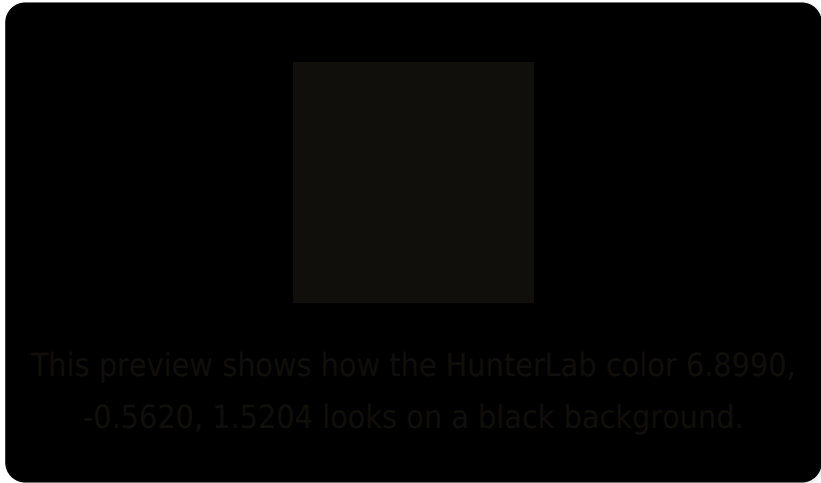 This preview shows how the HunterLab color 6.8990,
-0.5620, 1.5204 looks on a black background.